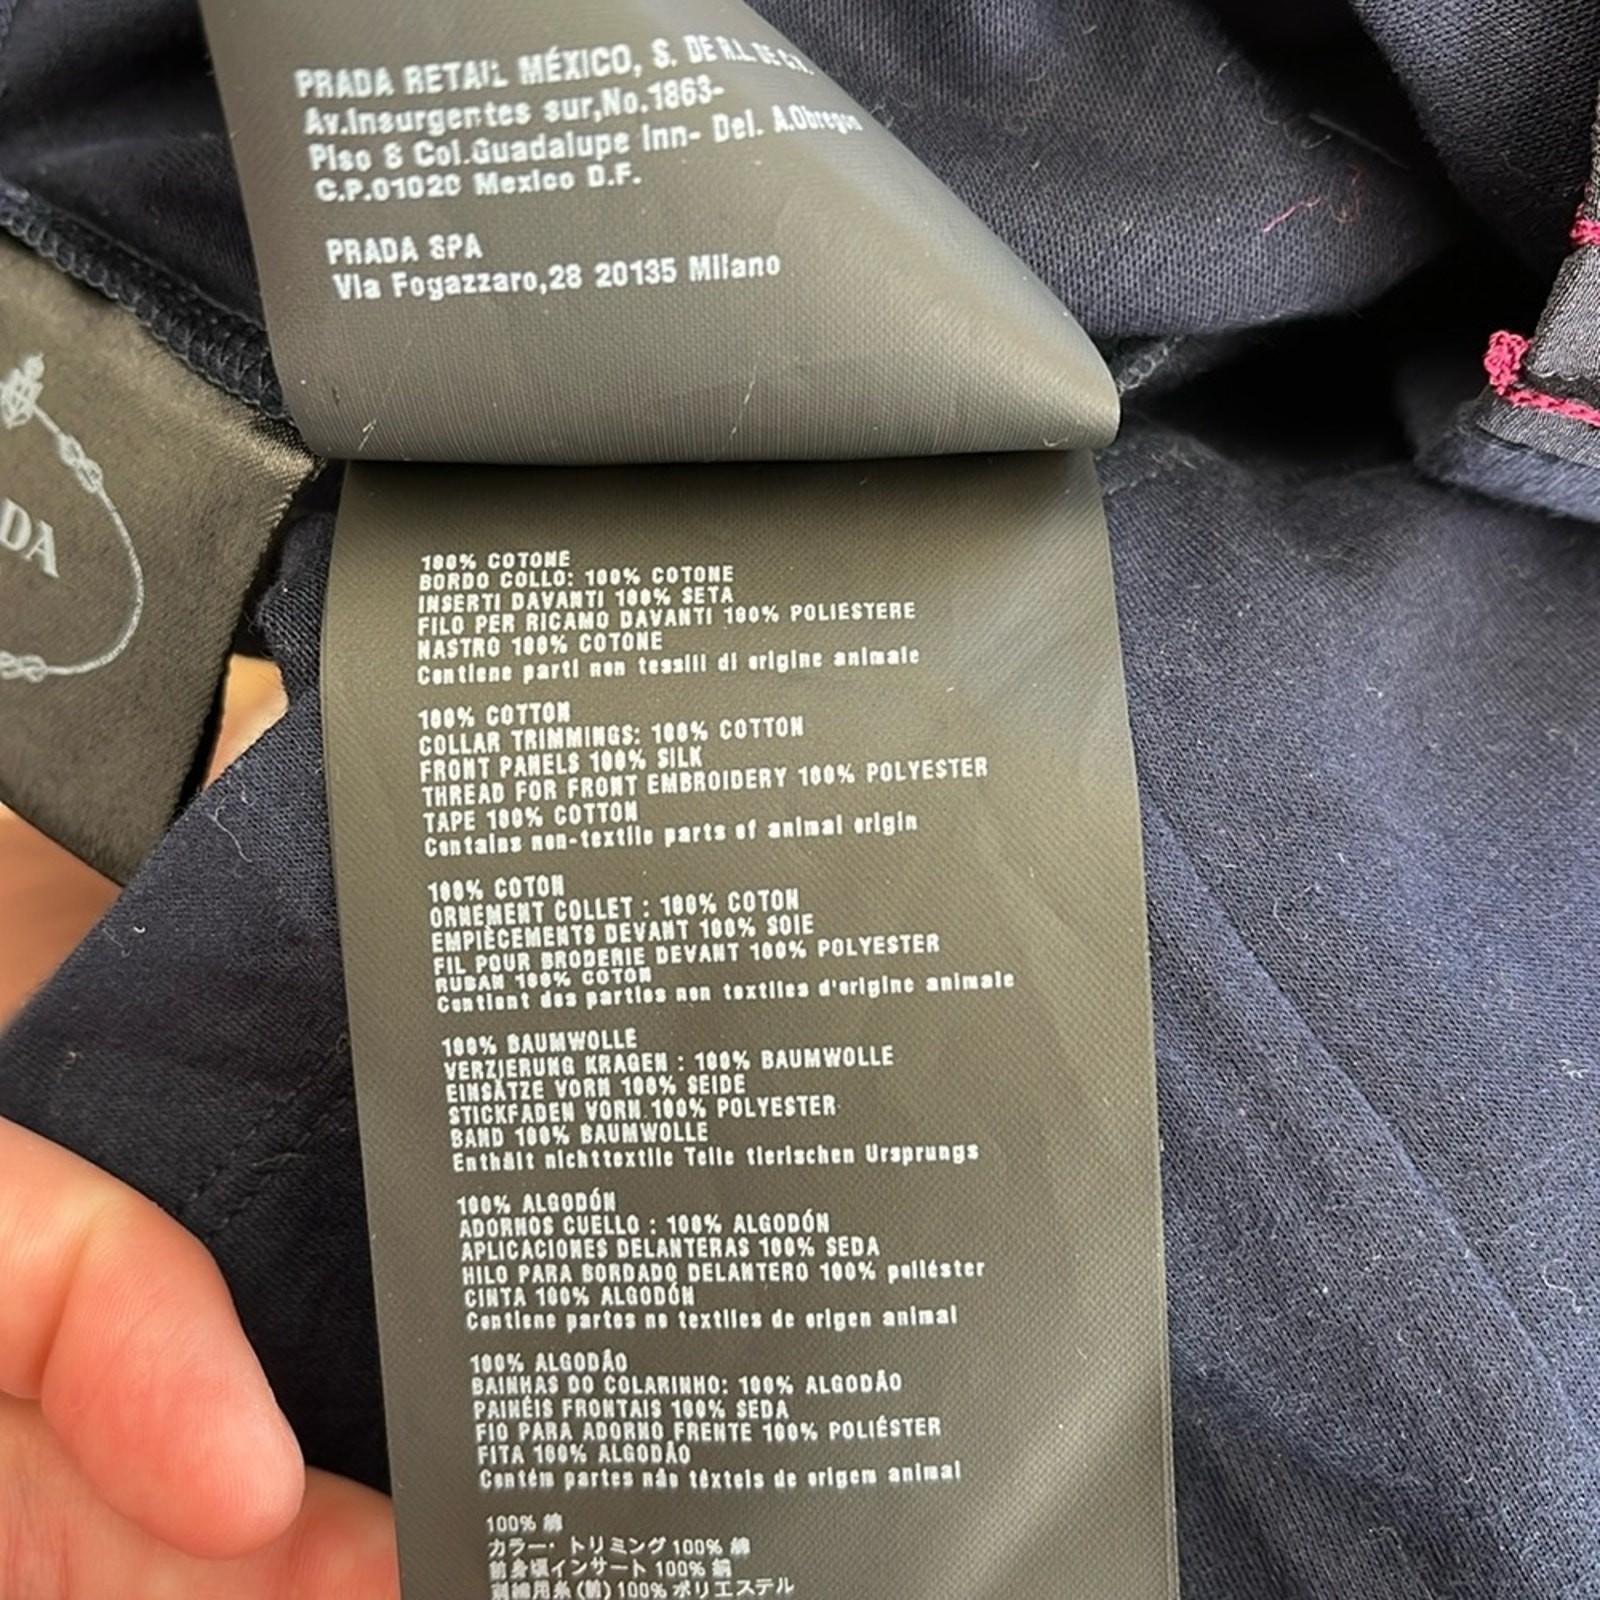 PRADA RETAIL MÉXICO, S. DE R.L. DE C.V.
Av.Insurgentes sur,No.1863-
Piso 8 Col.Guadalupe Inn- Del. A.Obregón
C.P.01020 Mexico D.F.
PRADA SPA
Via Fogazzaro,28 20135 Milano
DA
100% COTONE
BORDO COLLO: 100% COTONE
INSERTI DAVANTI 100% SETA
FILO PER RICAMO DAVANTI 100% POLIESTERE
NASTRO 100% COTONE
Contiene parti non tessili di origine animale
100% COTTON
COLLAR TRIMMINGS: 100% COTTON
FRONT PANELS 100% SILK
THREAD FOR FRONT EMBROIDERY 100% POLYESTER
TAPE 100% COTTON
Contains non-textile parts of animal origin
100% COTON
ORNEMENT COLLET : 100% COTON
EMPIÈCEMENTS DEVANT 100% SOIE
FIL POUR BRODERIE DEVANT 100% POLYESTER
RUBAN 100% COTON
Contient des parties non textiles d'origine animale
100% BAUMWOLLE
VERZIERUNG KRAGEN : 100% BAUMWOLLE
EINSÄTZE VORN 100% SEIDE
STICKFADEN VORN 100% POLYESTER
BAND 100% BAUMWOLLE
Enthält nichttextile Teile tierischen Ursprungs
100% ALGODÓN
ADORNOS CUELLO : 100% ALGODÓN
APLICACIONES DELANTERAS 100% SEDA
HILO PARA BORDADO DELANTERO 100% poliéster
CINTA 100% ALGODÓN
Contiene partes no textiles de origen animal
100% ALGODÃO
BAINHAS DO COLARINHO: 100% ALGODÃO
PAINÉIS FRONTAIS 100% SEDA
FIO PARA ADORNO FRENTE 100% POLIÉSTER
FITA 100% ALGODÃO
Contém partes não têxteis de origem animal
100% 綿
カラー・トリミング 100% 綿
前身頃インサート 100% 絹
刺繍用糸(前)100% ポリエステル